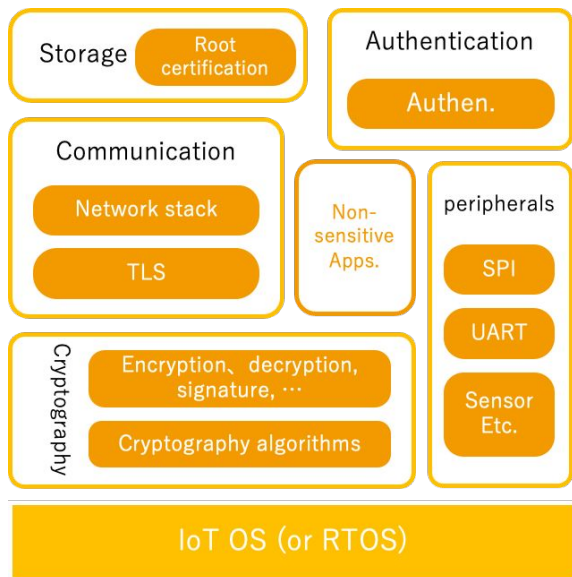 Storage
Root
certification
Authentication
Authen.
Communication
Network stack
TLS
Non-
sensitive
Apps.
peripherals
SPI
UART
Sensor
Etc.
Cryptography
Encryption、decryption,
signature, …
Cryptography algorithms
IoT OS (or RTOS)